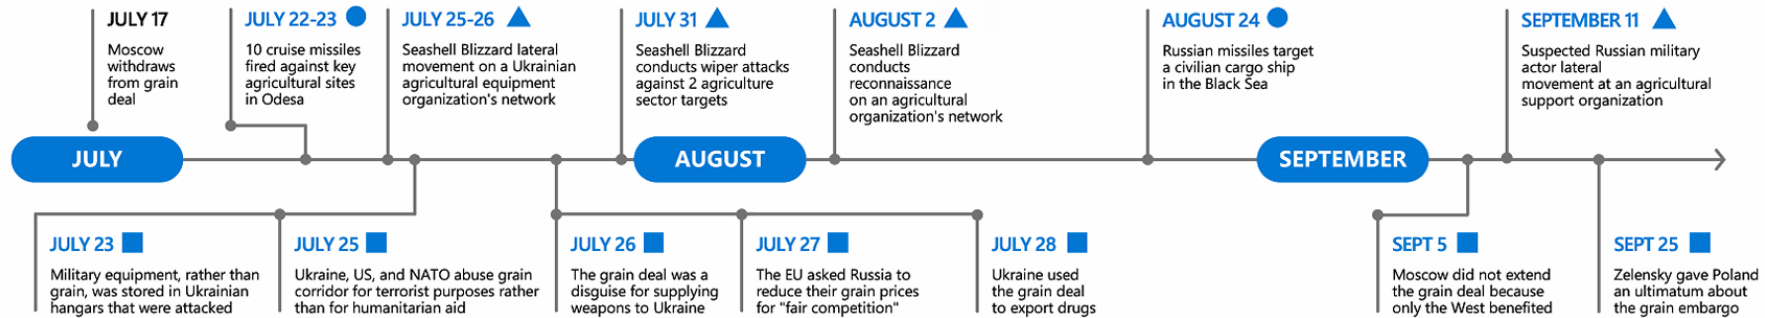 JULY 17
Moscow
withdraws
from grain
deal
JULY 22-23
10 cruise missiles
fired against key
agricultural sites
in Odesa
JULY 25-26
Seashell Blizzard lateral
movement on a Ukrainian
agricultural equipment
organization's network
JULY 31
Seashell Blizzard
conducts wiper attacks
against 2 agriculture
sector targets
AUGUST 2
Seashell Blizzard
conducts
reconnaissance
on an agricultural
organization's network
AUGUST 24
Russian missiles target
a civilian cargo ship
in the Black Sea
SEPTEMBER 11
Suspected Russian military
actor lateral
movement at an agricultural
support organization
JULY
AUGUST
SEPTEMBER
JULY 23
Military equipment, rather than
grain, was stored in Ukrainian
hangars that were attacked
JULY 25
Ukraine, US, and NATO abuse grain
corridor for terrorist purposes rather
than for humanitarian aid
JULY 26
The grain deal was a
disguise for supplying
weapons to Ukraine
JULY 27
The EU asked Russia to
reduce their grain prices
for "fair competition"
JULY 28
Ukraine used
the grain deal
to export drugs
SEPT 5
Moscow did not extend
the grain deal because
only the West benefited
SEPT 25
Zelensky gave Poland
an ultimatum about
the grain embargo